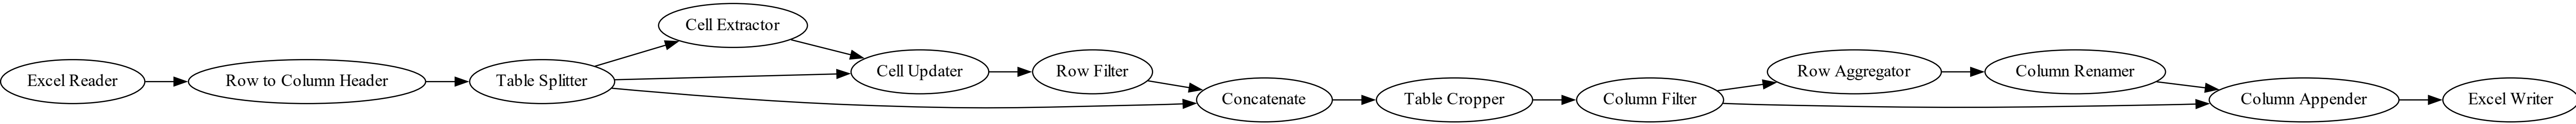 Excel Reader
Row to Column Header
Table Splitter
Cell Extractor
Cell Updater
Row Filter
Concatenate
Table Cropper
Column Filter
Row Aggregator
Column Renamer
Column Appender
Excel Writer